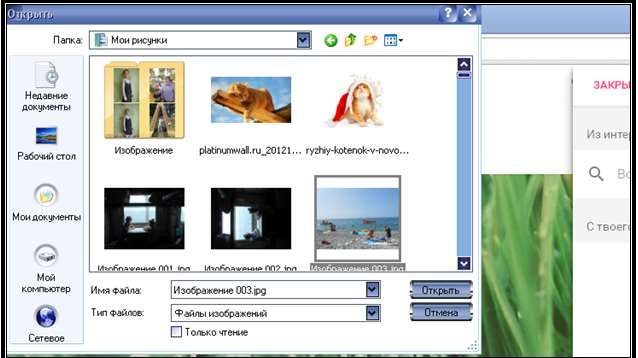 Открыть
Папка:
Мои рисунки
ЗАКРЫ
Недавние
документы
Рабочий стол
Мои документы
Мой
компьютер
Сетевое
Изображение
platinumwall.ru_20121...
ryzhiy-kotenok-v-novo...
Изображение 001.jpg
Изображение 002.jpg
Изображение 003.jpg
Из интер
С твоего
Имя файла:
Изображение 003.jpg
Открыть
Тип файлов:
Файлы изображений
Отмена
Только чтение